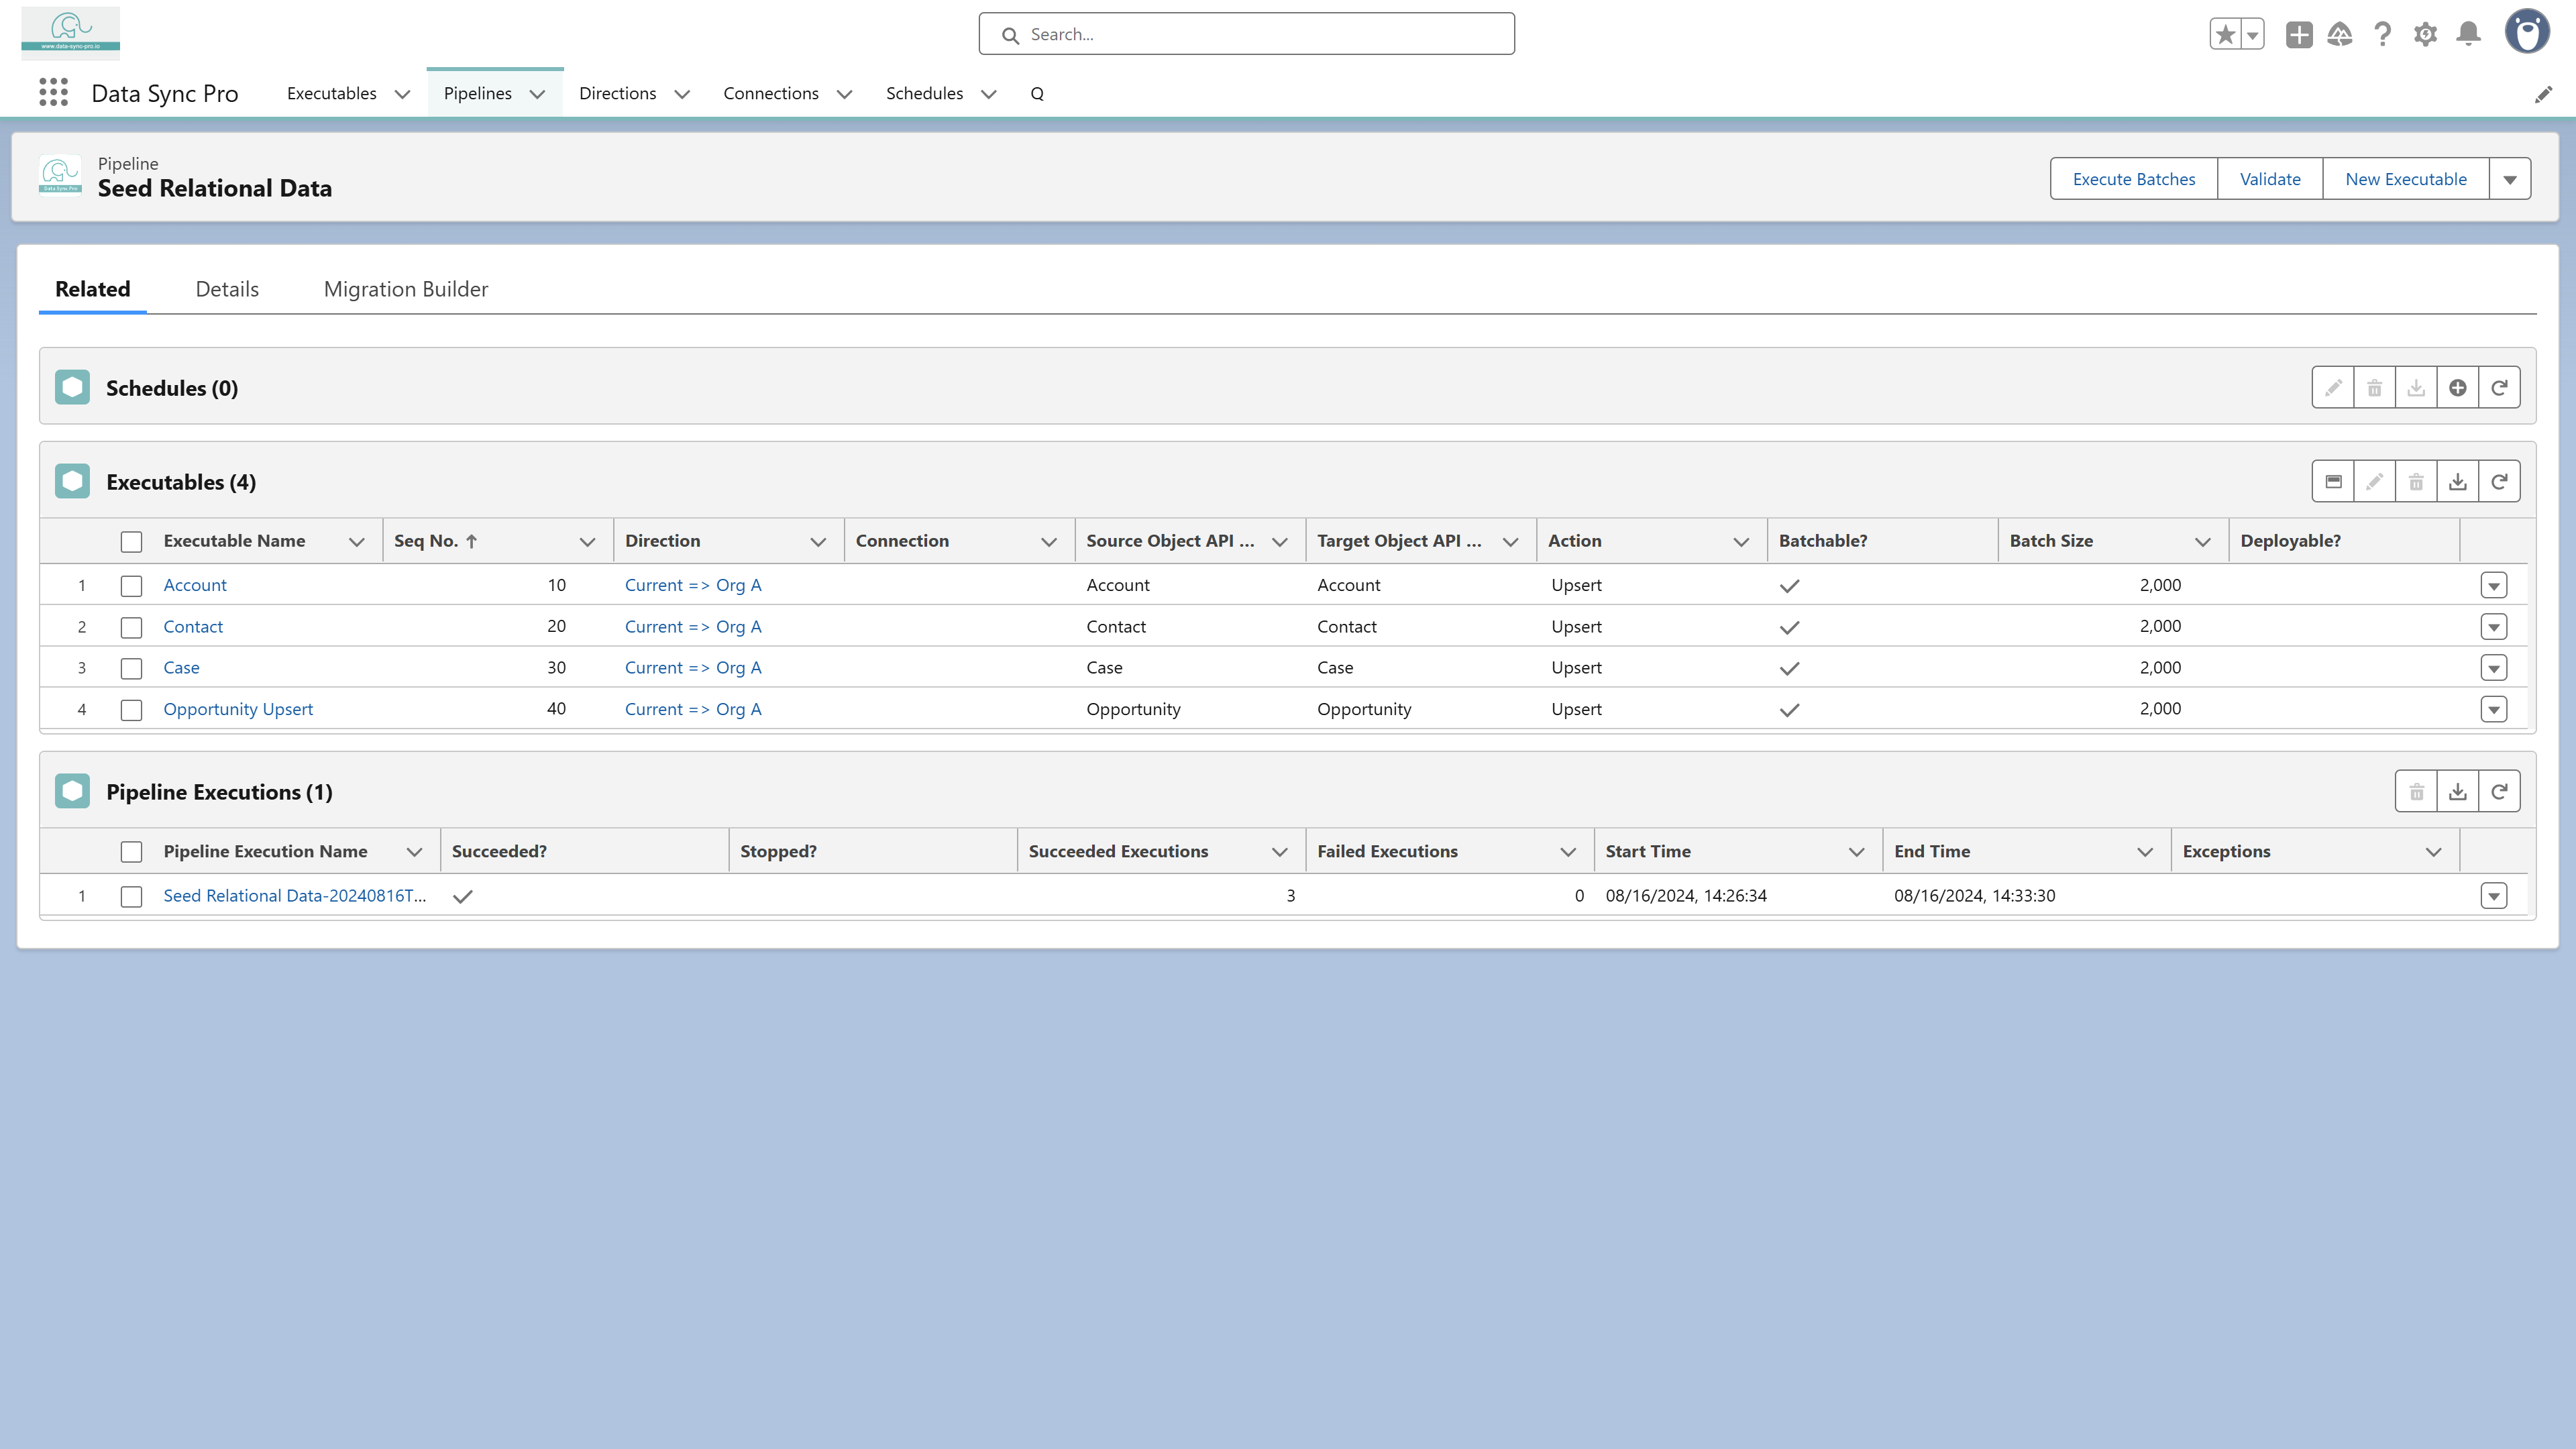 Search...
www.data-sync-pro.io
Data Sync Pro
Executables
Pipelines
Directions
Connections
Schedules
Q
Pipeline
Seed Relational Data
Data Sync Pro
Execute Batches
Validate
New Executable
Related
Details
Migration Builder
Schedules (0)
Executables (4)
Executable Name Seq No. Direction Connection Source Object API ... Target Object API ... Action Batchable? Batch Size Deployable?
1 Account 10 Current => Org A Account Account Upsert 2,000
2 Contact 20 Current => Org A Contact Contact Upsert 2,000
3 Case 30 Current => Org A Case Case Upsert 2,000
4 Opportunity Upsert 40 Current => Org A Opportunity Opportunity Upsert 2,000
Pipeline Executions (1)
Pipeline Execution Name Succeeded? Stopped? Succeeded Executions Failed Executions Start Time End Time Exceptions
1 Seed Relational Data-20240816T... 3 0 08/16/2024, 14:26:34 08/16/2024, 14:33:30